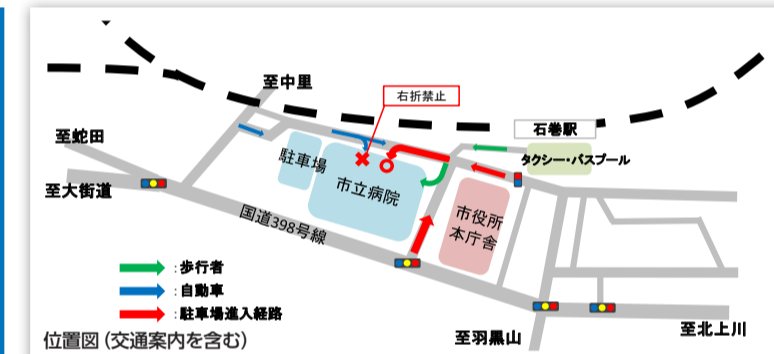 至中里
右折禁止
石巻駅
至蛇田
駐車場
タクシー・バスプール
至大街道
市立病院
市役所
本庁舎
国道398号線
:歩行者
:自動車
:駐車場進入経路
至羽黒山
至北上川
位置図(交通案内を含む)